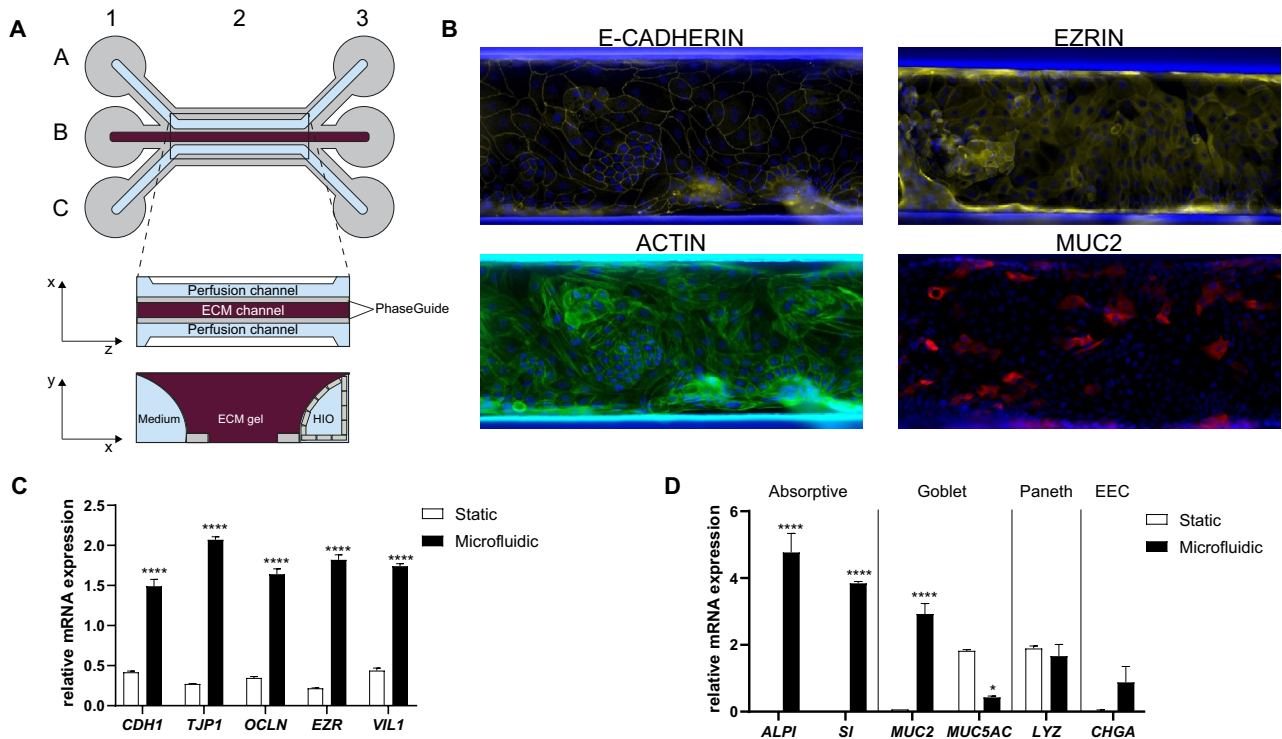 A
1 2 3
A
B
C
x
z
Perfusion channel
ECM channel
Perfusion channel
PhaseGuide
y
x
Medium
ECM gel
HIO
B
E-CADHERIN
EZRIN
ACTIN
MUC2
C
relative mRNA expression
2.5
2.0
1.5
1.0
0.5
0.0
**** **** **** **** ****
CDH1 TJP1 OCLN EZR VIL1
Static
Microfluidic
D
Absorptive Goblet Paneth EEC
relative mRNA expression
6
4
2
0
**** **** **** *
ALPI SI MUC2 MUC5AC LYZ CHGA
Static
Microfluidic